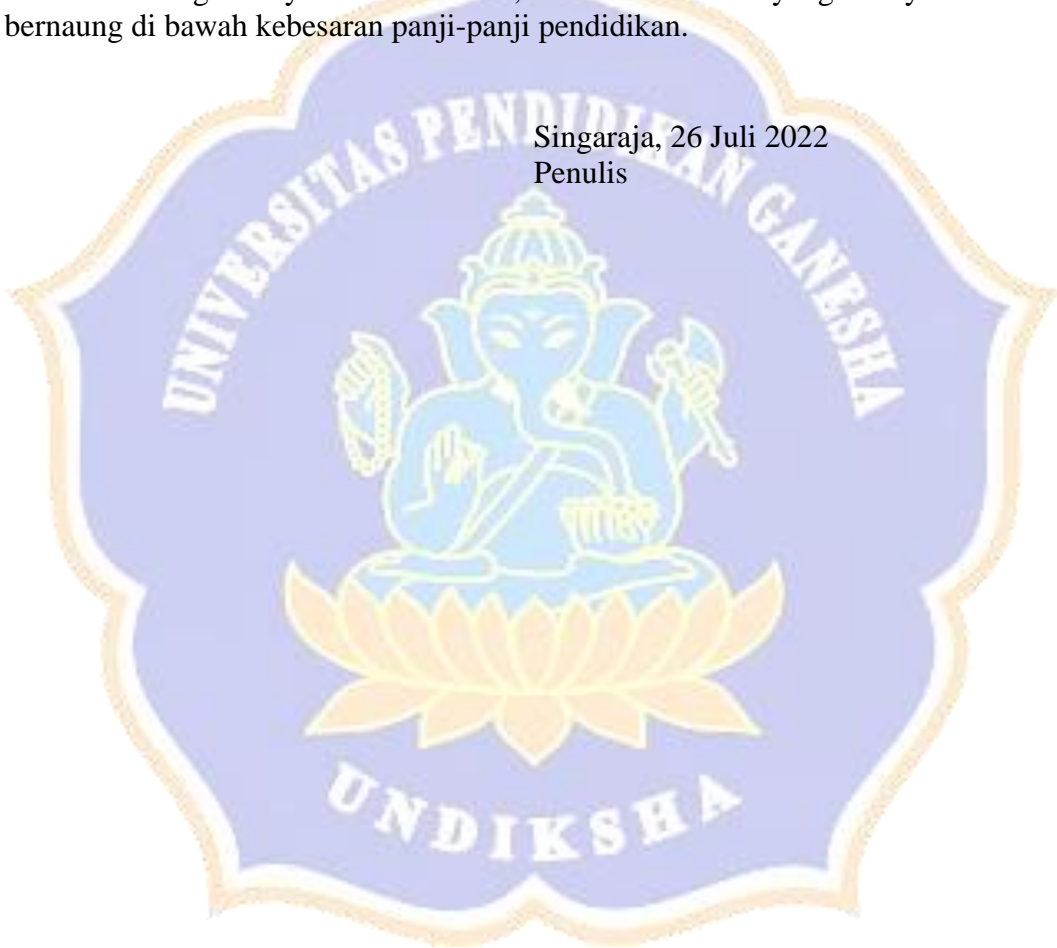 bernaung di bawah kebesaran panji-panji pendidikan.
Singaraja, 26 Juli 2022
Penulis
UNIVERSITAS PENDIDIKAN GANESHA
UNDIKSHA